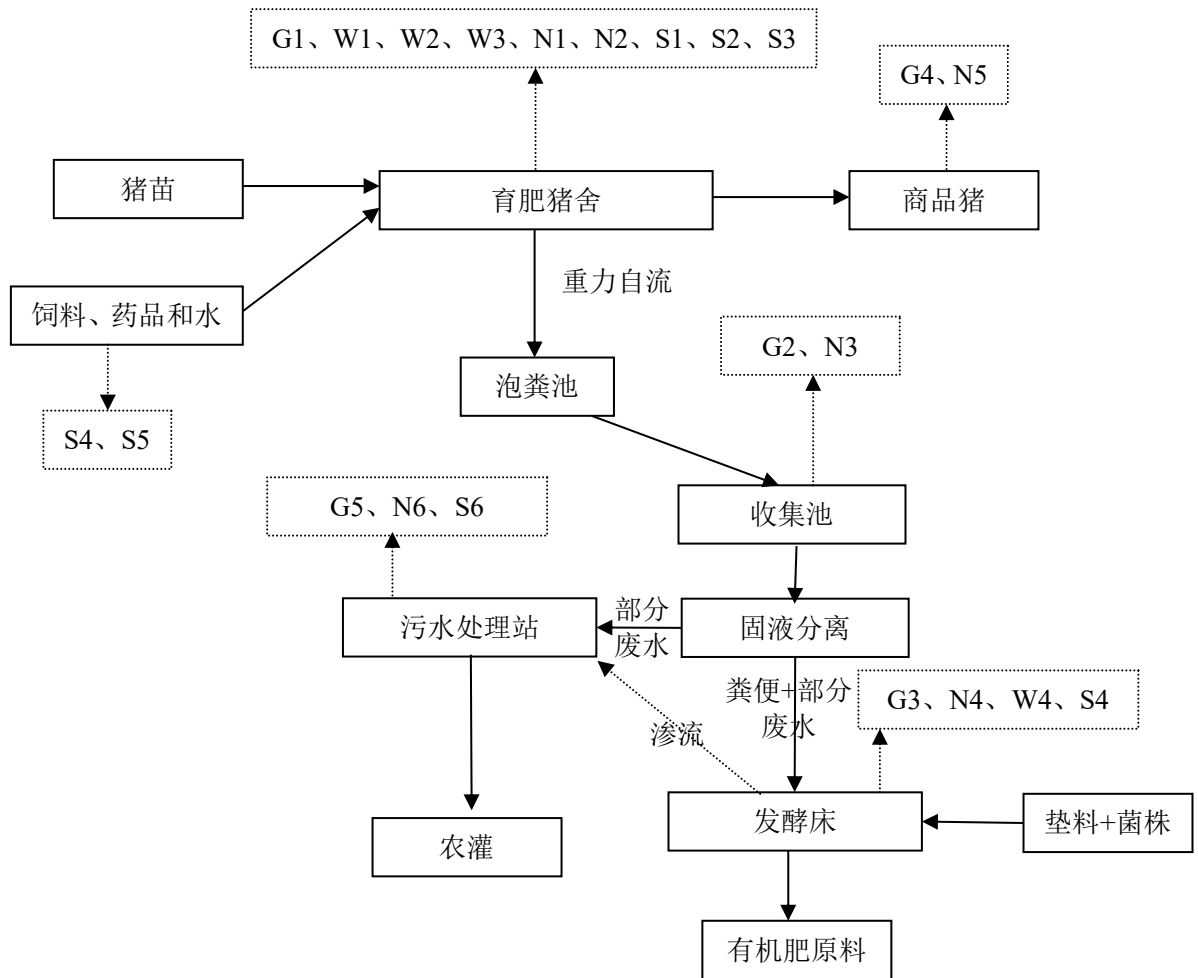 G1、W1、W2、W3、N1、N2、S1、S2、S3
G4、N5
猪苗
育肥猪舍
商品猪
重力自流
饲料、药品和水
G2、N3
泡粪池
S4、S5
G5、N6、S6
收集池
污水处理站
部分
废水
固液分离
粪便+部分
废水
G3、N4、W4、S4
渗流
发酵床
垫料+菌株
农灌
有机肥原料